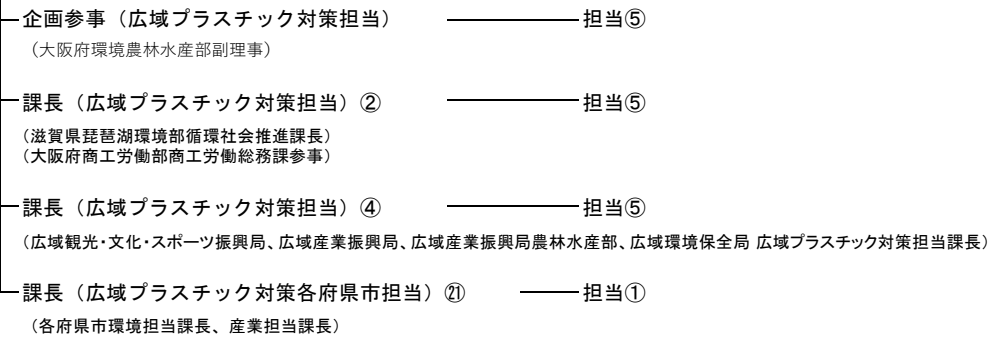 企画参事（広域プラスチック対策担当） 担当⑤
（大阪府環境農林水産部副理事）
課長（広域プラスチック対策担当）② 担当⑤
（滋賀県琵琶湖環境部循環社会推進課長）
（大阪府商工労働部商工労働総務課参事）
課長（広域プラスチック対策担当）④ 担当⑤
（広域観光・文化・スポーツ振興局、広域産業振興局、広域産業振興局農林水産部、広域環境保全局 広域プラスチック対策担当課長）
課長（広域プラスチック対策各府県市担当）㉑ 担当①
（各府県市環境担当課長、産業担当課長）